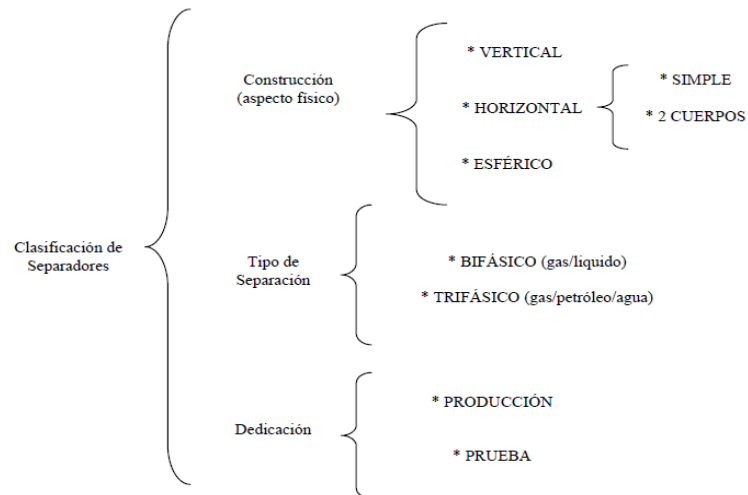 Clasificación de
Separadores
Construcción
(aspecto físico)
* VERTICAL
* HORIZONTAL
* SIMPLE
* 2 CUERPOS
* ESFÉRICO
Tipo de
Separación
* BIFÁSICO (gas/liquido)
* TRIFÁSICO (gas/petróleo/agua)
Dedicación
* PRODUCCIÓN
* PRUEBA